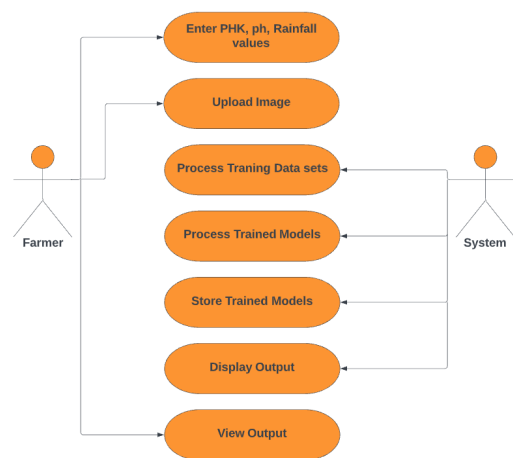 Enter PHK, ph, Rainfall
values
Upload Image
Process Traning Data sets
Farmer
Process Trained Models
System
Store Trained Models
Display Output
View Output